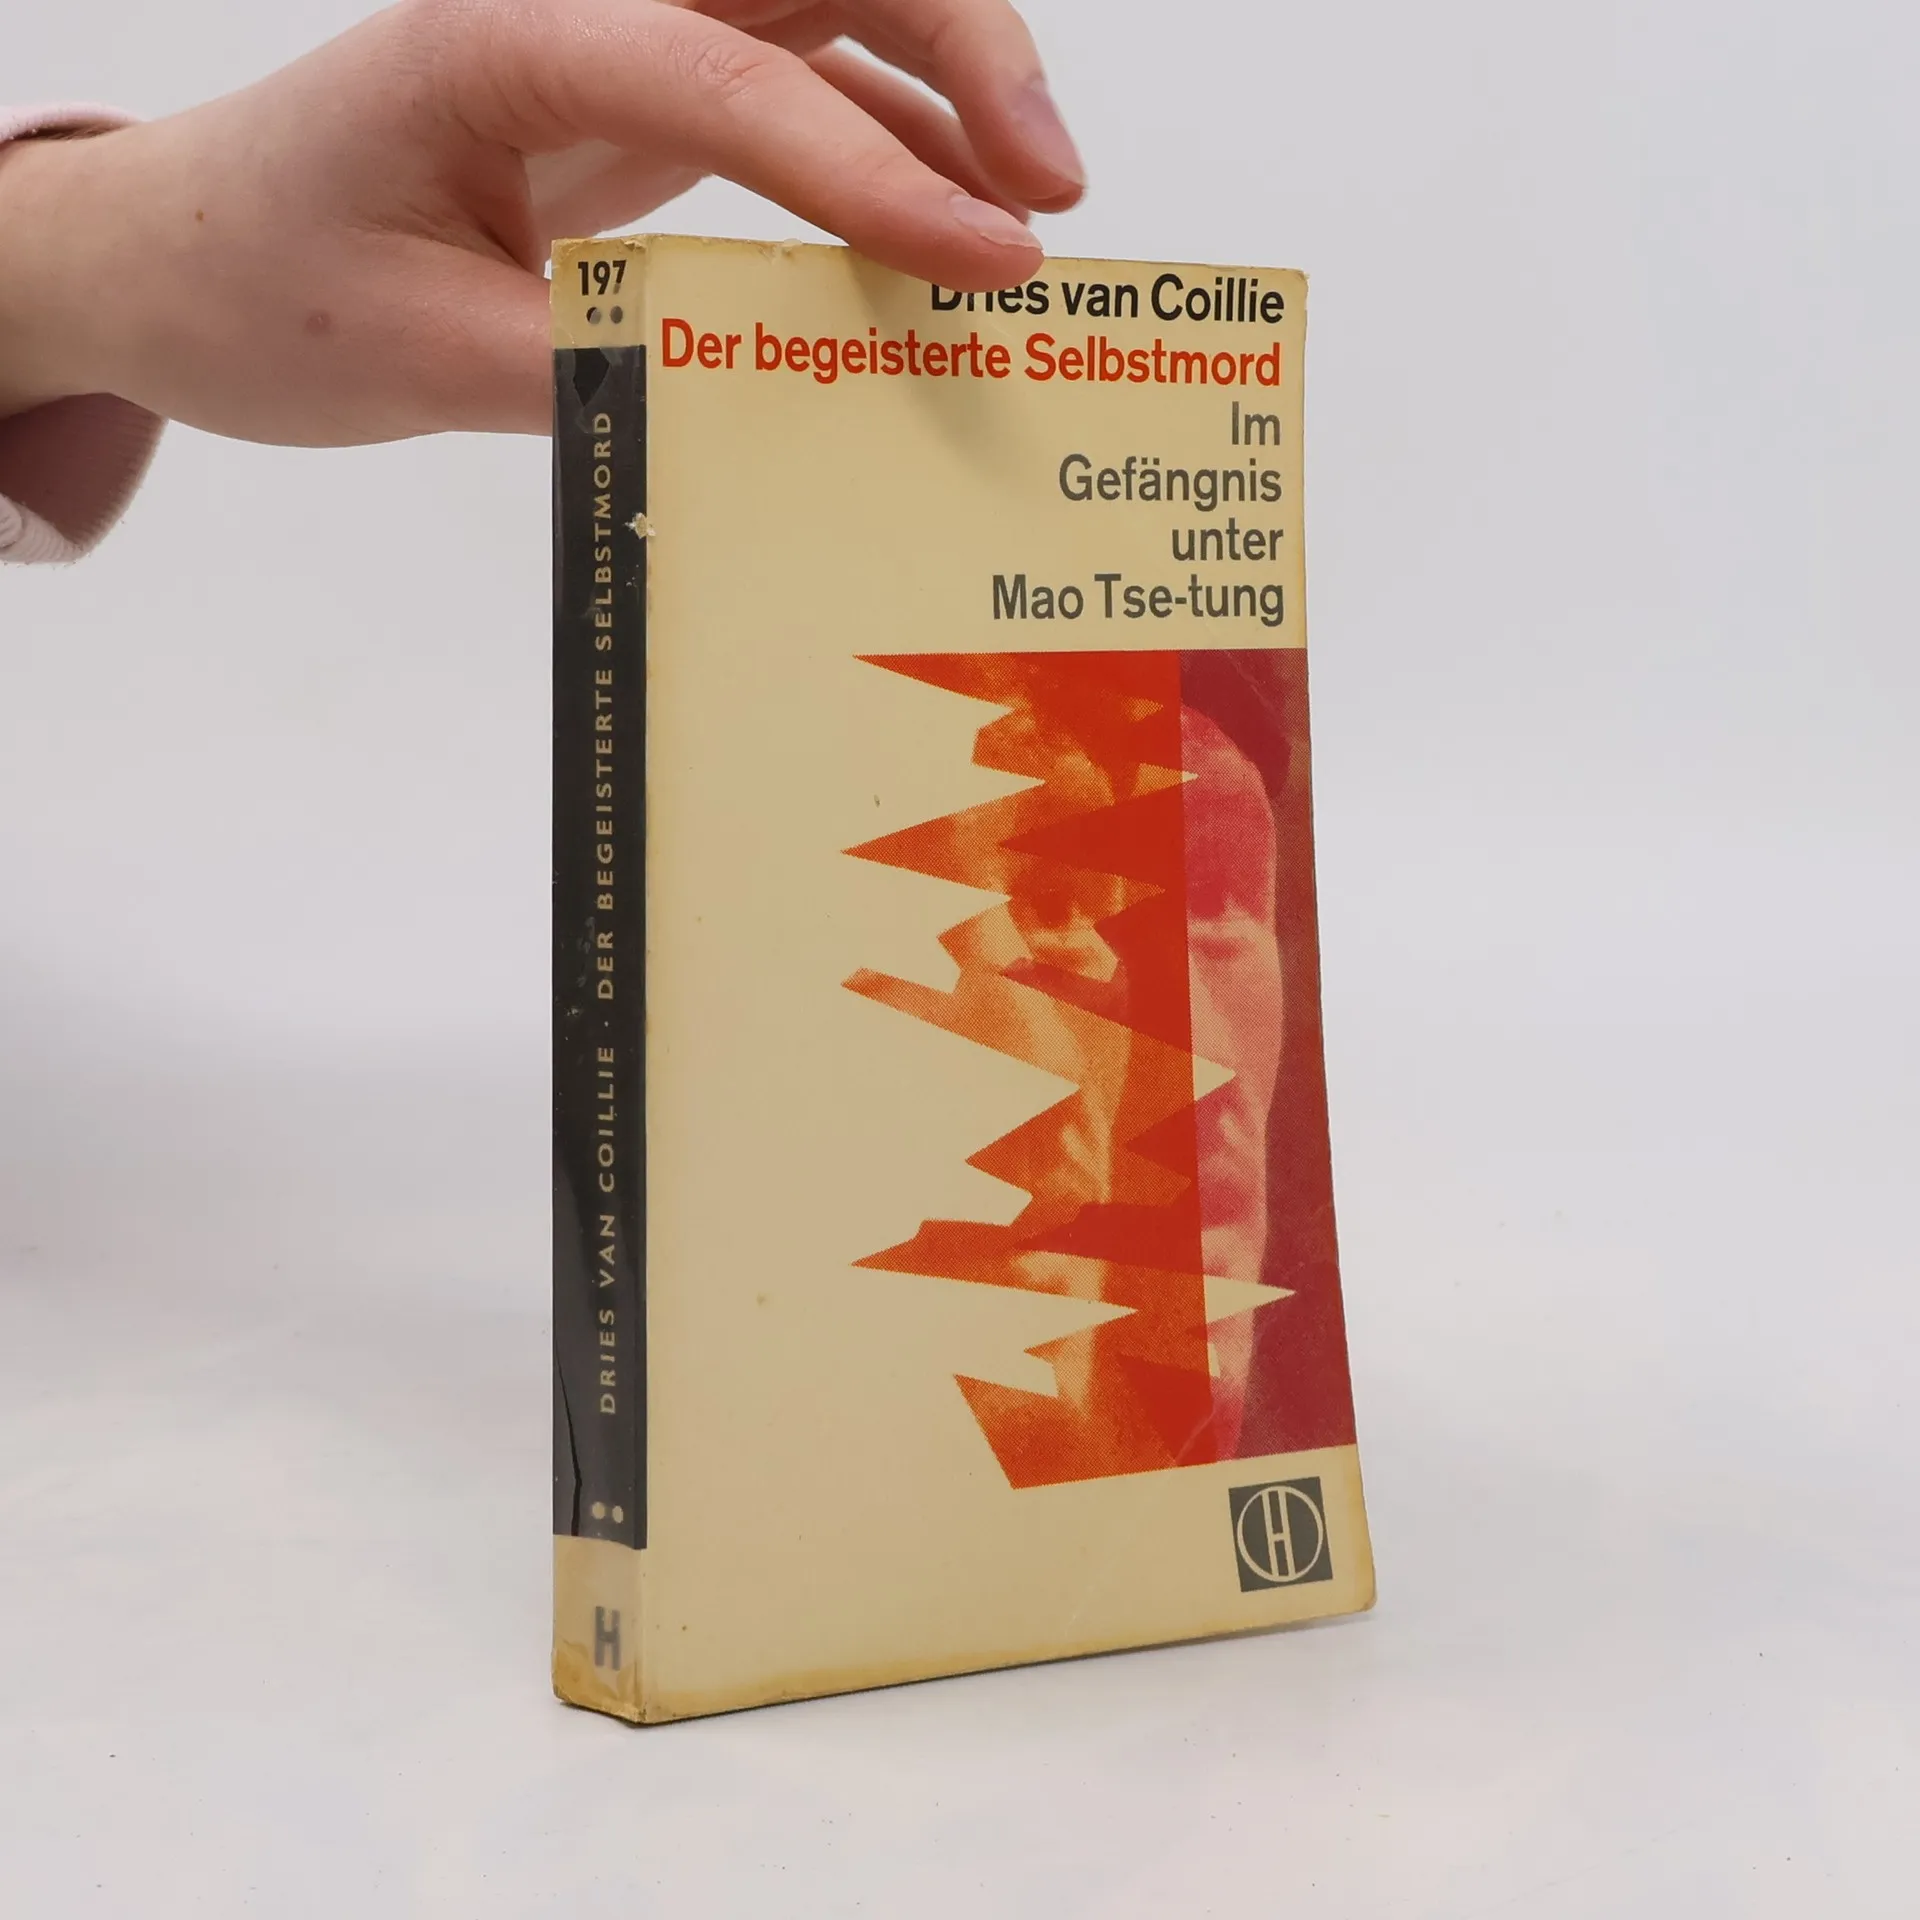 197
DRIES VAN COILLIE · DER BEGEISTERTE SELBSTMORD
H
Dries van Coillie
Der begeisterte Selbstmord
Im
Gefängnis
unter
Mao Tse-tung
H